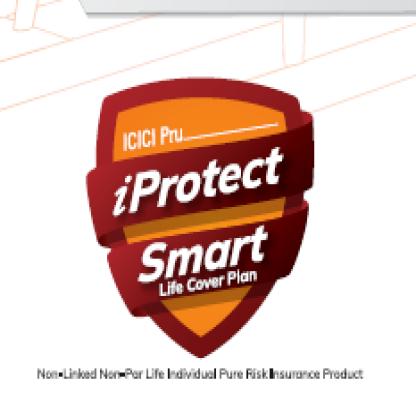 ICICI Pru
iProtect
Smart
Life Cover Plan
Non-Linked Non-Par Life Individual Pure Risk Insurance Product